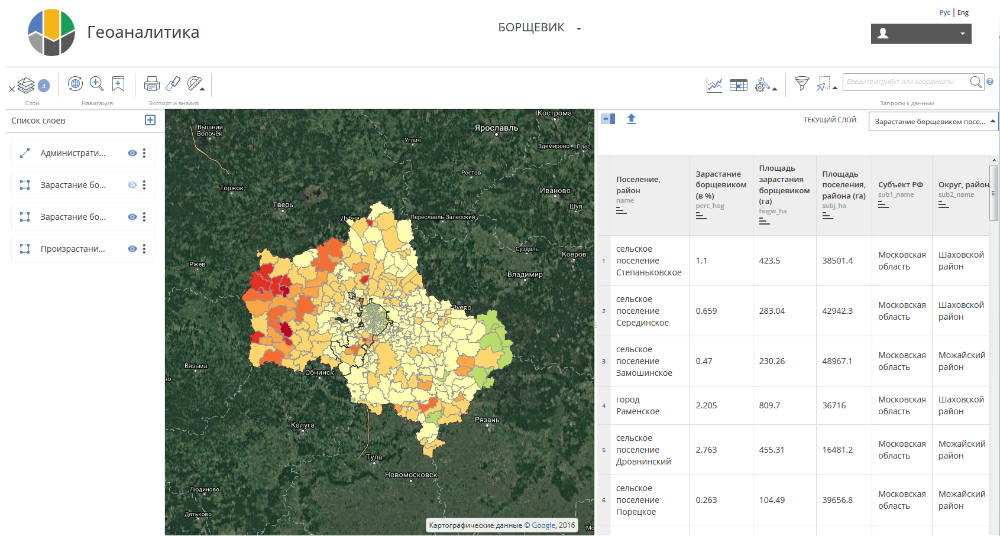 Рус | Eng
Геоаналитика
БОРЩЕВИК
4
Слои
Навигация
Экспорт и анализ
Введите атрибут или координаты
?
Запросы к данным
Список слоев
Администрати...
Зарастание бо...
Зарастание бо...
Произрастани...
Кострома
Вышний
Волочёк
Ярославль
Углич
Здемирово
Плес
Ростов
Торжок
Иваново
Тверь
Шуя
Дубна
Переславль-Залесский
Суздаль
Ковров
Ржев
Владимир
Зуево
Вязьма
Обнинск
во
Калуга
Рязань
Тула
Новомосковск
Людиново
Дятьково
Мо
Картографические данные © Google, 2016
ТЕКУЩИЙ СЛОЙ:
Зарастание борщевиком посе...
Поселение, район name
Зарастание борщевиком (в %) perc_hog
Площадь зарастания борщевиком (га) hogw_ha
Площадь поселения, района (га) subj_ha
Субъект РФ sub1_name
Округ, район sub2_name
1 сельское поселение Степаньковское 1.1 423.5 38501.4 Московская область Шаховской район
2 сельское поселение Серединское 0.659 283.04 42942.3 Московская область Шаховской район
3 сельское поселение Замошинское 0.47 230.26 48967.1 Московская область Можайский район
4 город Раменское 2.205 809.7 36716 Московская область Шаховской район
5 сельское поселение Дровнинский 2.763 455.31 16481.2 Московская область Можайский район
6 сельское поселение Порецкое 0.263 104.49 39656.8 Московская область Можайский район